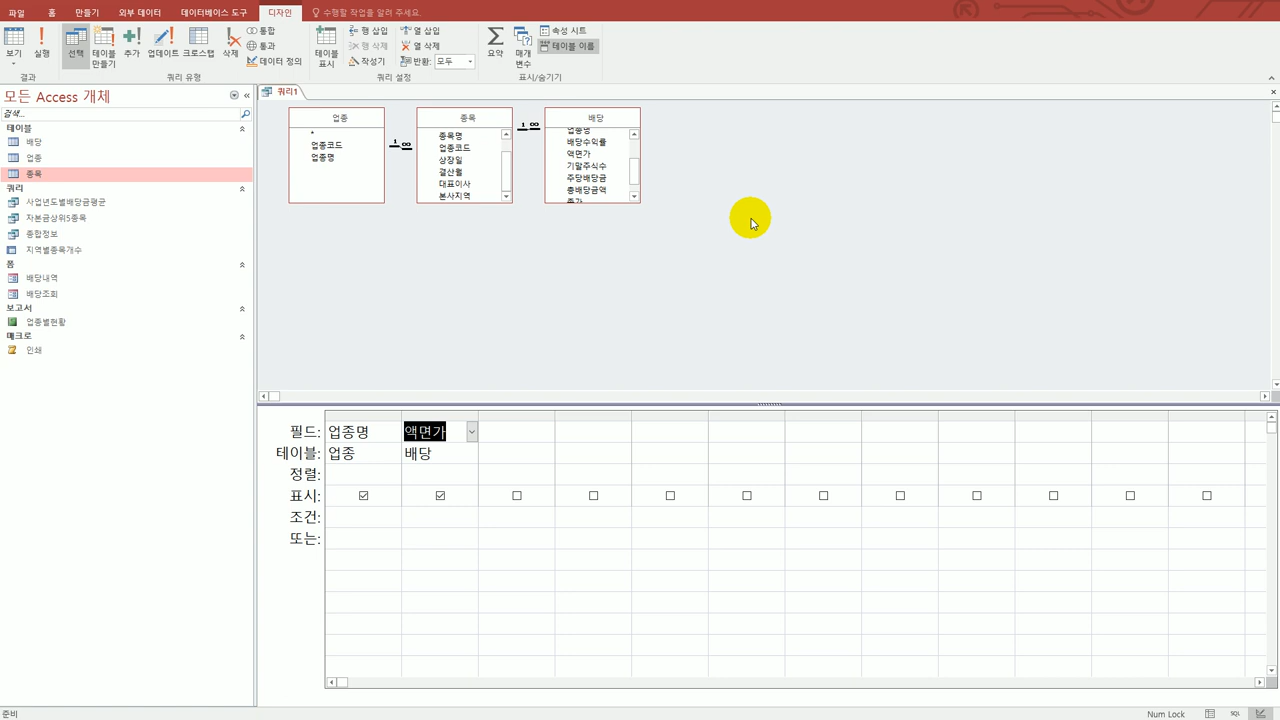 파일 홈 만들기 외부 데이터 데이터베이스 도구 디자인 수행할 작업을 알려 주세요.
보기 실행 선택 테이블 만들기 추가 업데이트 크로스탭 삭제
통합
통과
데이터 정의
테이블 표시
행 삽입
행 삭제
작성기
열 삽입
열 삭제
반환: 모두
요약 매개 변수
속성 시트
테이블 이름
결과 쿼리 유형 쿼리 설정 표시/숨기기
모든 Access 개체
검색...
테이블
배당
업종
종목
쿼리
사업년도별배당금평균
자본금상위5종목
종합정보
지역별종목개수
폼
배당내역
배당조회
보고서
업종별현황
매크로
인쇄
쿼리1
업종
*
업종코드
업종명
1 ∞
종목
종목명
업종코드
상장일
결산월
대표이사
본사지역
1 ∞
배당
업종명
배당수익률
액면가
기말주식수
주당배당금
총배당금액
필드: 업종명 액면가
테이블: 업종 배당
정렬:
표시:
조건:
또는:
준비
Num Lock
SQL